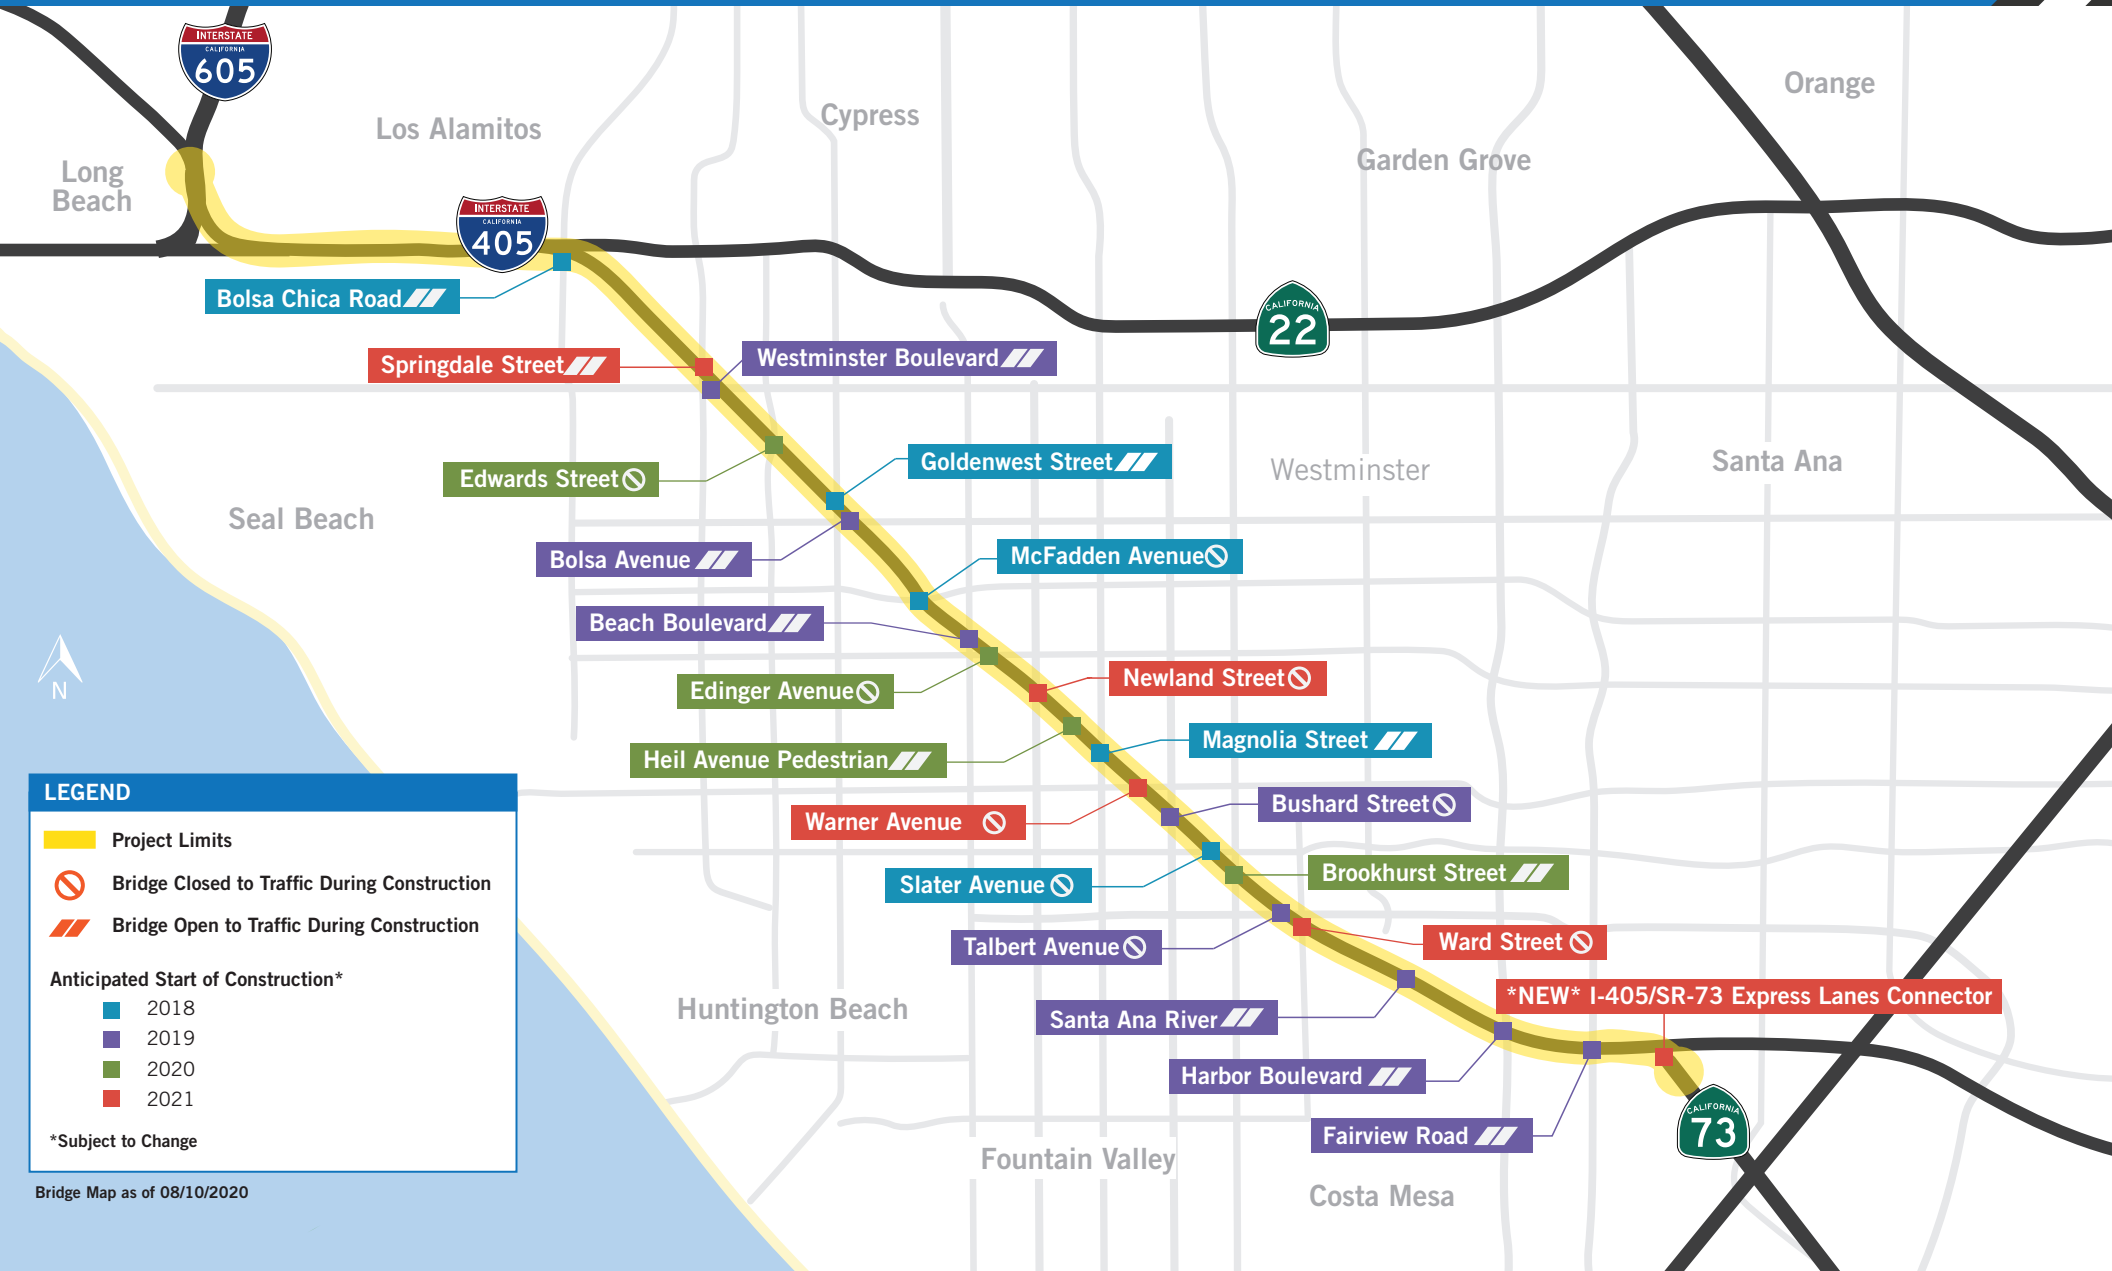 INTERSTATE
CALIFORNIA
605
Orange
Cypress
Los Alamitos
Garden Grove
Long
Beach
INTERSTATE
CALIFORNIA
405
Bolsa Chica Road
CALIFORNIA
22
Springdale Street
Westminster Boulevard
Goldenwest Street
Westminster
Santa Ana
Edwards Street
Seal Beach
Bolsa Avenue
McFadden Avenue
Beach Boulevard
N
Edinger Avenue
Newland Street
Heil Avenue Pedestrian
Magnolia Street
Warner Avenue
Bushard Street
Slater Avenue
Brookhurst Street
Talbert Avenue
Ward Street
*NEW* I-405/SR-73 Express Lanes Connector
Huntington Beach
Santa Ana River
Harbor Boulevard
Fairview Road
CALIFORNIA
73
Fountain Valley
Costa Mesa
LEGEND
Project Limits
Bridge Closed to Traffic During Construction
Bridge Open to Traffic During Construction
Anticipated Start of Construction*
2018
2019
2020
2021
*Subject to Change
Bridge Map as of 08/10/2020